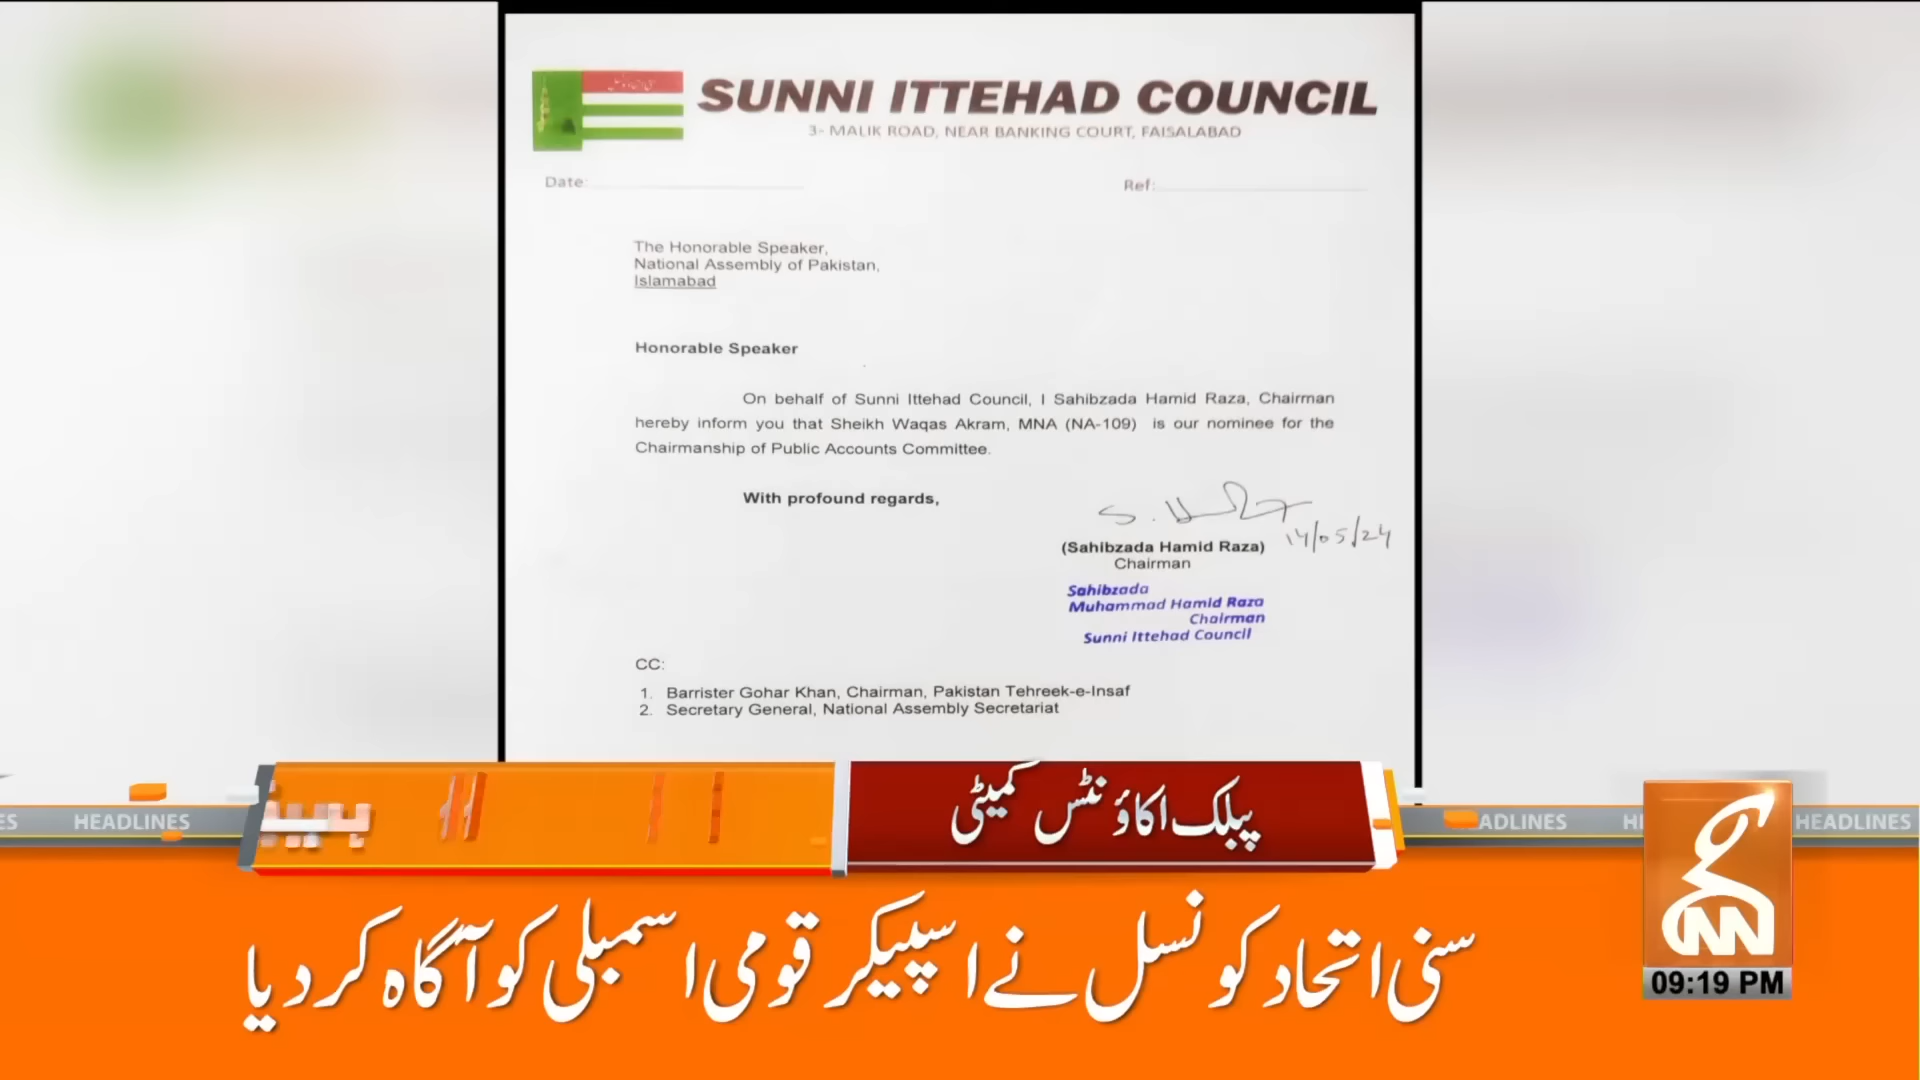 SUNNI ITTEHAD COUNCIL
3- MALIK ROAD, NEAR BANKING COURT, FAISALABAD
Date:
Ref:
The Honorable Speaker,
National Assembly of Pakistan,
Islamabad
Honorable Speaker
On behalf of Sunni Ittehad Council, I Sahibzada Hamid Raza, Chairman
hereby inform you that Sheikh Waqas Akram, MNA (NA-109) is our nominee for the
Chairmanship of Public Accounts Committee.
With profound regards,
14/05/24
(Sahibzada Hamid Raza)
Chairman
Sahibzada
Muhammad Hamid Raza
Chairman
Sunni Ittehad Council
CC:
1. Barrister Gohar Khan, Chairman, Pakistan Tehreek-e-Insaf
2. Secretary General, National Assembly Secretariat
پبلک اکاؤنٹس کمیٹی
HEADLINES
HEADLINES
سنی اتحاد کونسل نے اسپیکر قومی اسمبلی کو آگاہ کر دیا
GNN
09:19 PM